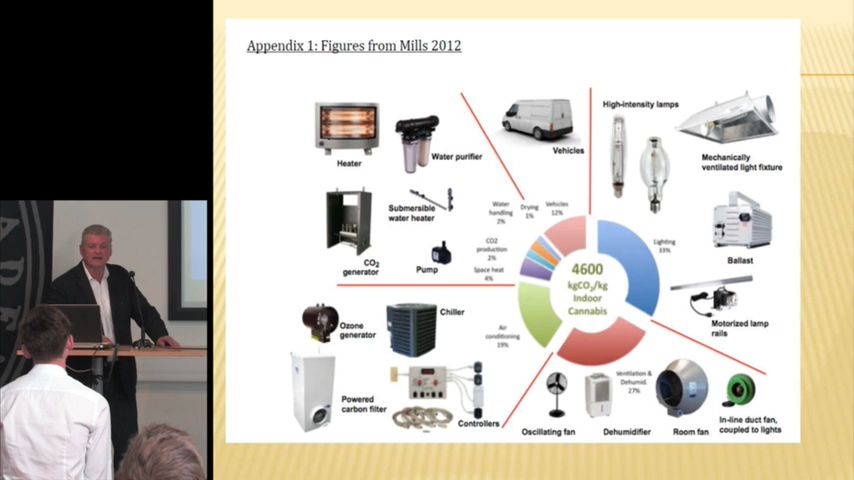 Appendix 1: Figures from Mills 2012
Heater
Water purifier
Vehicles
High-intensity lamps
Mechanically
ventilated light fixture
Submersible
water heater
CO2
generator
Pump
Ballast
Motorized lamp
rails
Water
handling
2%
Drying
1%
Vehicles
12%
CO2
production
2%
Space heat
4%
Lighting
33%
4600
kgCO2/kg
Indoor
Cannabis
Air
conditioning
19%
Ventilation &
Dehumid.
27%
Ozone
generator
Chiller
Powered
carbon filter
Controllers
Oscillating fan
Dehumidifier
Room fan
In-line duct fan,
coupled to lights